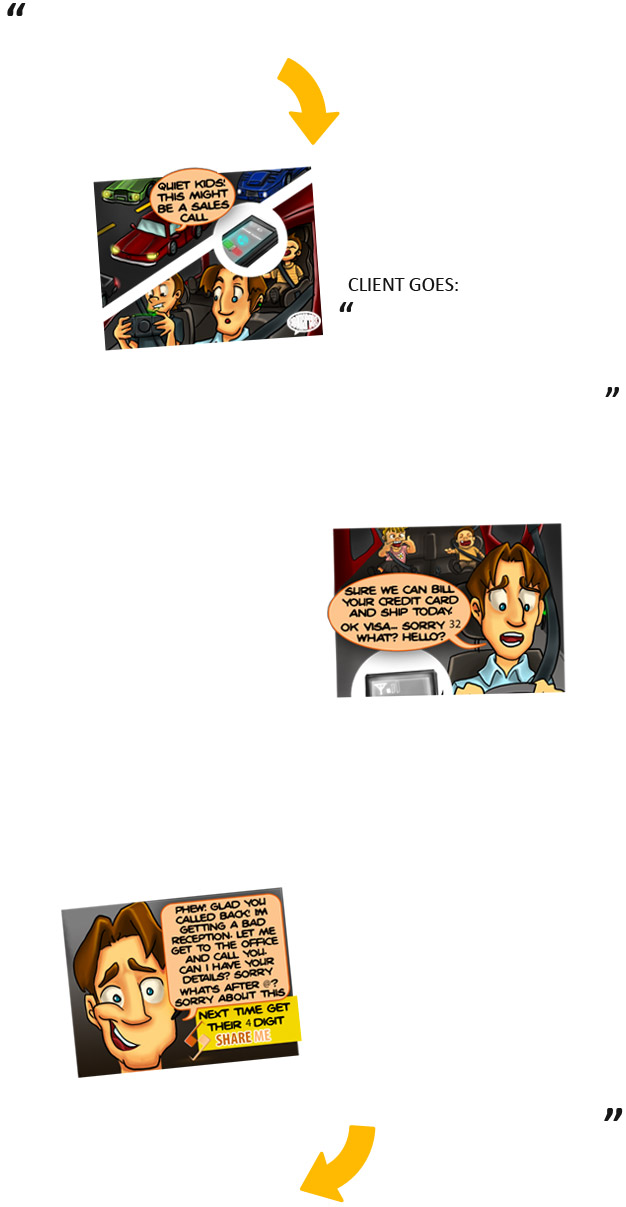 “
QUIET KIDS!
THIS MIGHT
BE A SALES
CALL
CLIENT GOES:
“
”
SURE WE CAN BILL
YOUR CREDIT CARD
AND SHIP TODAY.
OK VISA... SORRY 32
WHAT? HELLO?
PHEW! GLAD YOU
CALLED BACK! I'M
GETTING A BAD
RECEPTION. LET ME
GET TO THE OFFICE
AND CALL YOU.
CAN I HAVE YOUR
DETAILS? SORRY
WHAT'S AFTER @?
SORRY ABOUT THIS
NEXT TIME GET
THEIR 4 DIGIT
SHARE ME
”